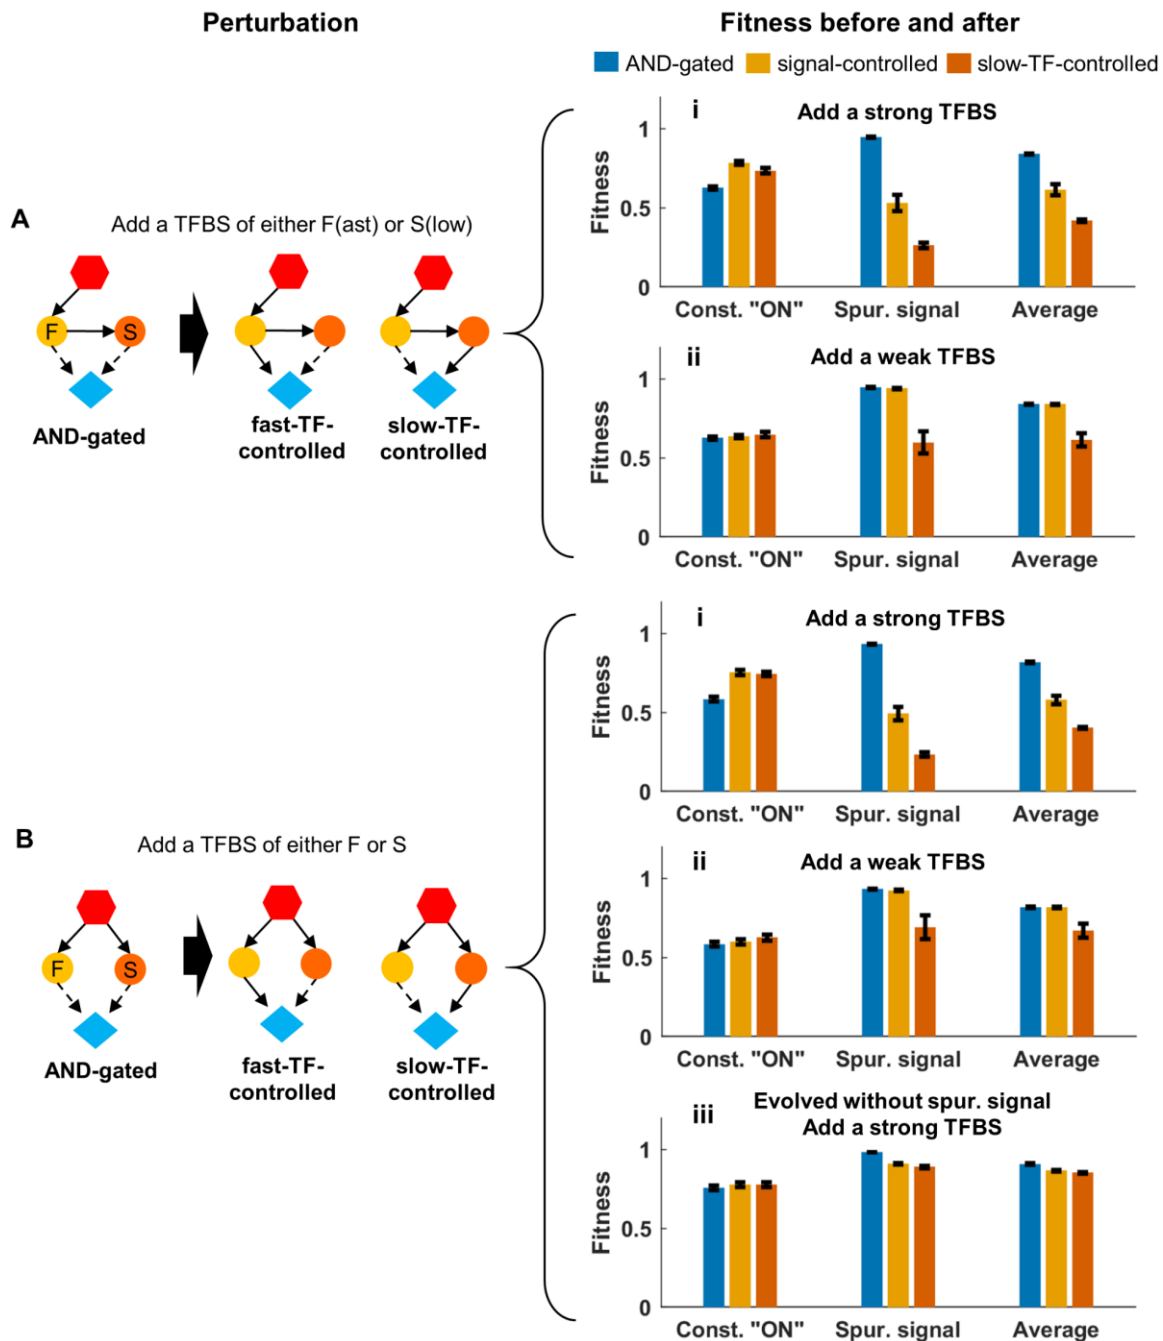 Perturbation
Fitness before and after
AND-gated signal-controlled slow-TF-controlled
A
Add a TFBS of either F(ast) or S(low)
F S
AND-gated
fast-TF-
controlled
slow-TF-
controlled
i
Add a strong TFBS
Fitness
1
0.5
0
Const. "ON" Spur. signal Average
ii
Add a weak TFBS
Fitness
1
0.5
0
Const. "ON" Spur. signal Average
B
Add a TFBS of either F or S
F S
AND-gated
fast-TF-
controlled
slow-TF-
controlled
i
Add a strong TFBS
Fitness
1
0.5
0
Const. "ON" Spur. signal Average
ii
Add a weak TFBS
Fitness
1
0.5
0
Const. "ON" Spur. signal Average
iii
Evolved without spur. signal
Add a strong TFBS
Fitness
1
0.5
0
Const. "ON" Spur. signal Average